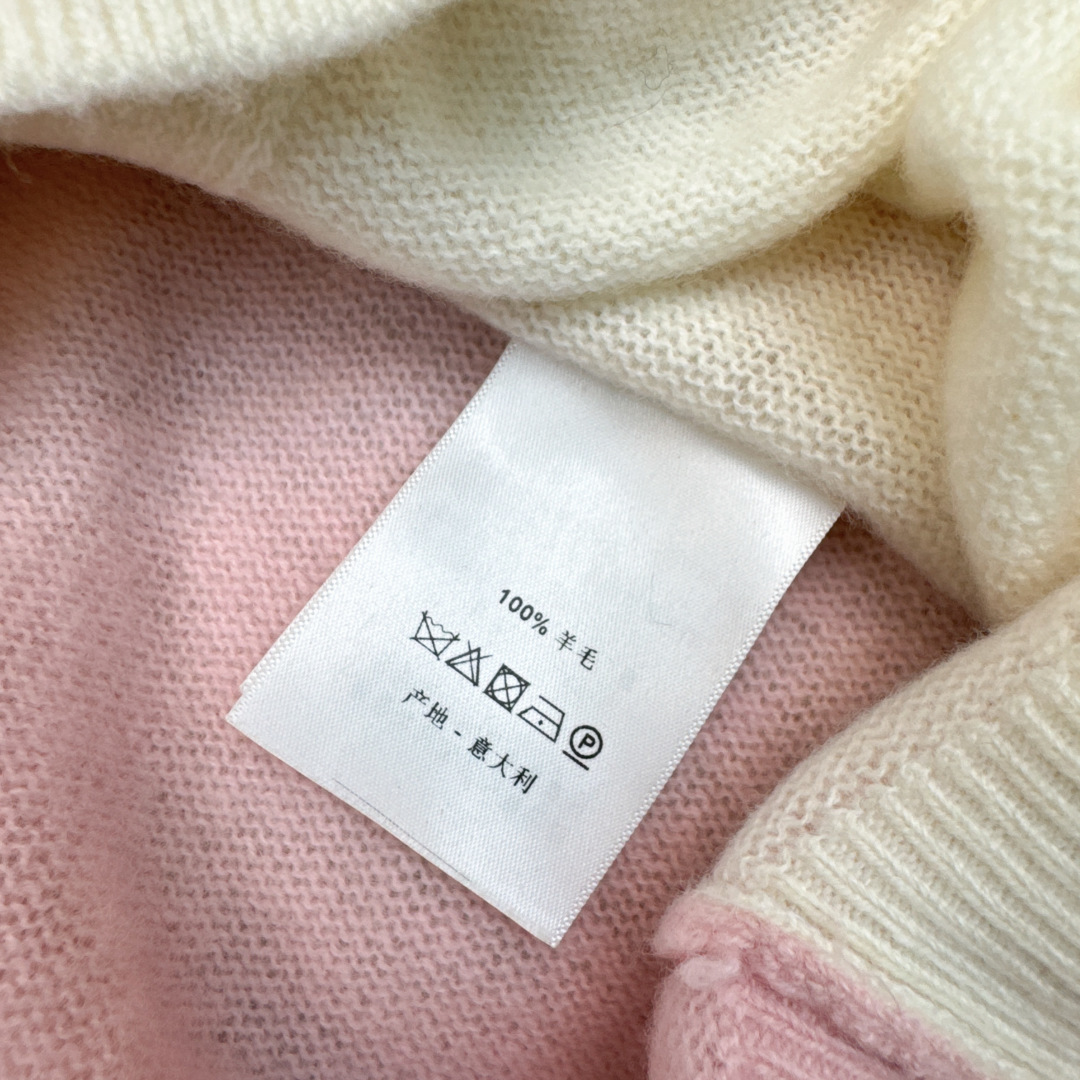 100% 羊毛
P
产地 - 意大利